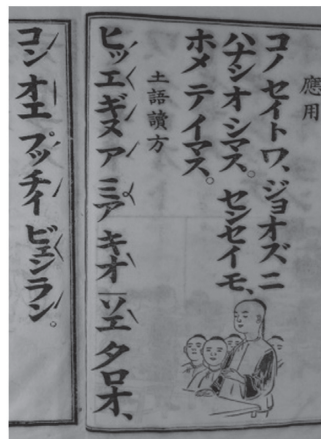 應用
コノ セイトワ、ジョオズ、ニ
ハナシオ シマス。 センセイ モ、
ホメ テイマス。
土語讀方
ヒッエ ギヌ ア ミア キオ ソエ タロオ、
コン オエ プッチイ ビェンラン。